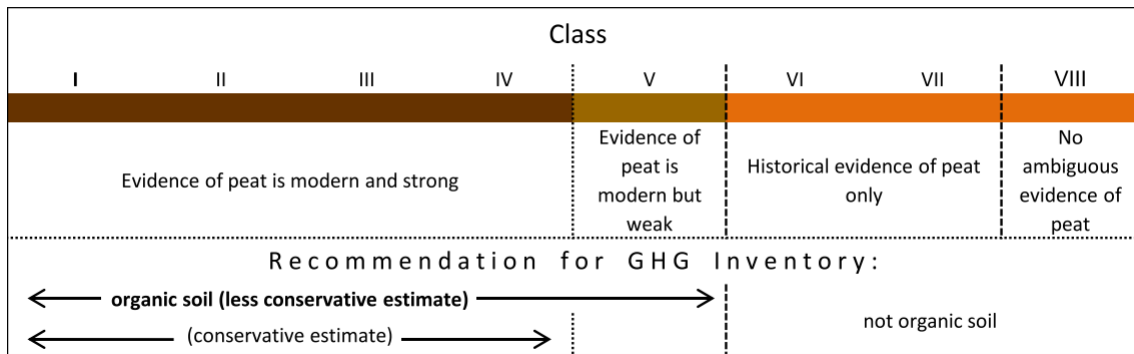 Class
I II III IV V VI VII VIII
Evidence of peat is modern and strong
Evidence of
peat is
modern but
weak
Historical evidence of peat
only
No
ambiguous
evidence of
peat
Recommendation for GHG Inventory:
organic soil (less conservative estimate)
(conservative estimate)
not organic soil